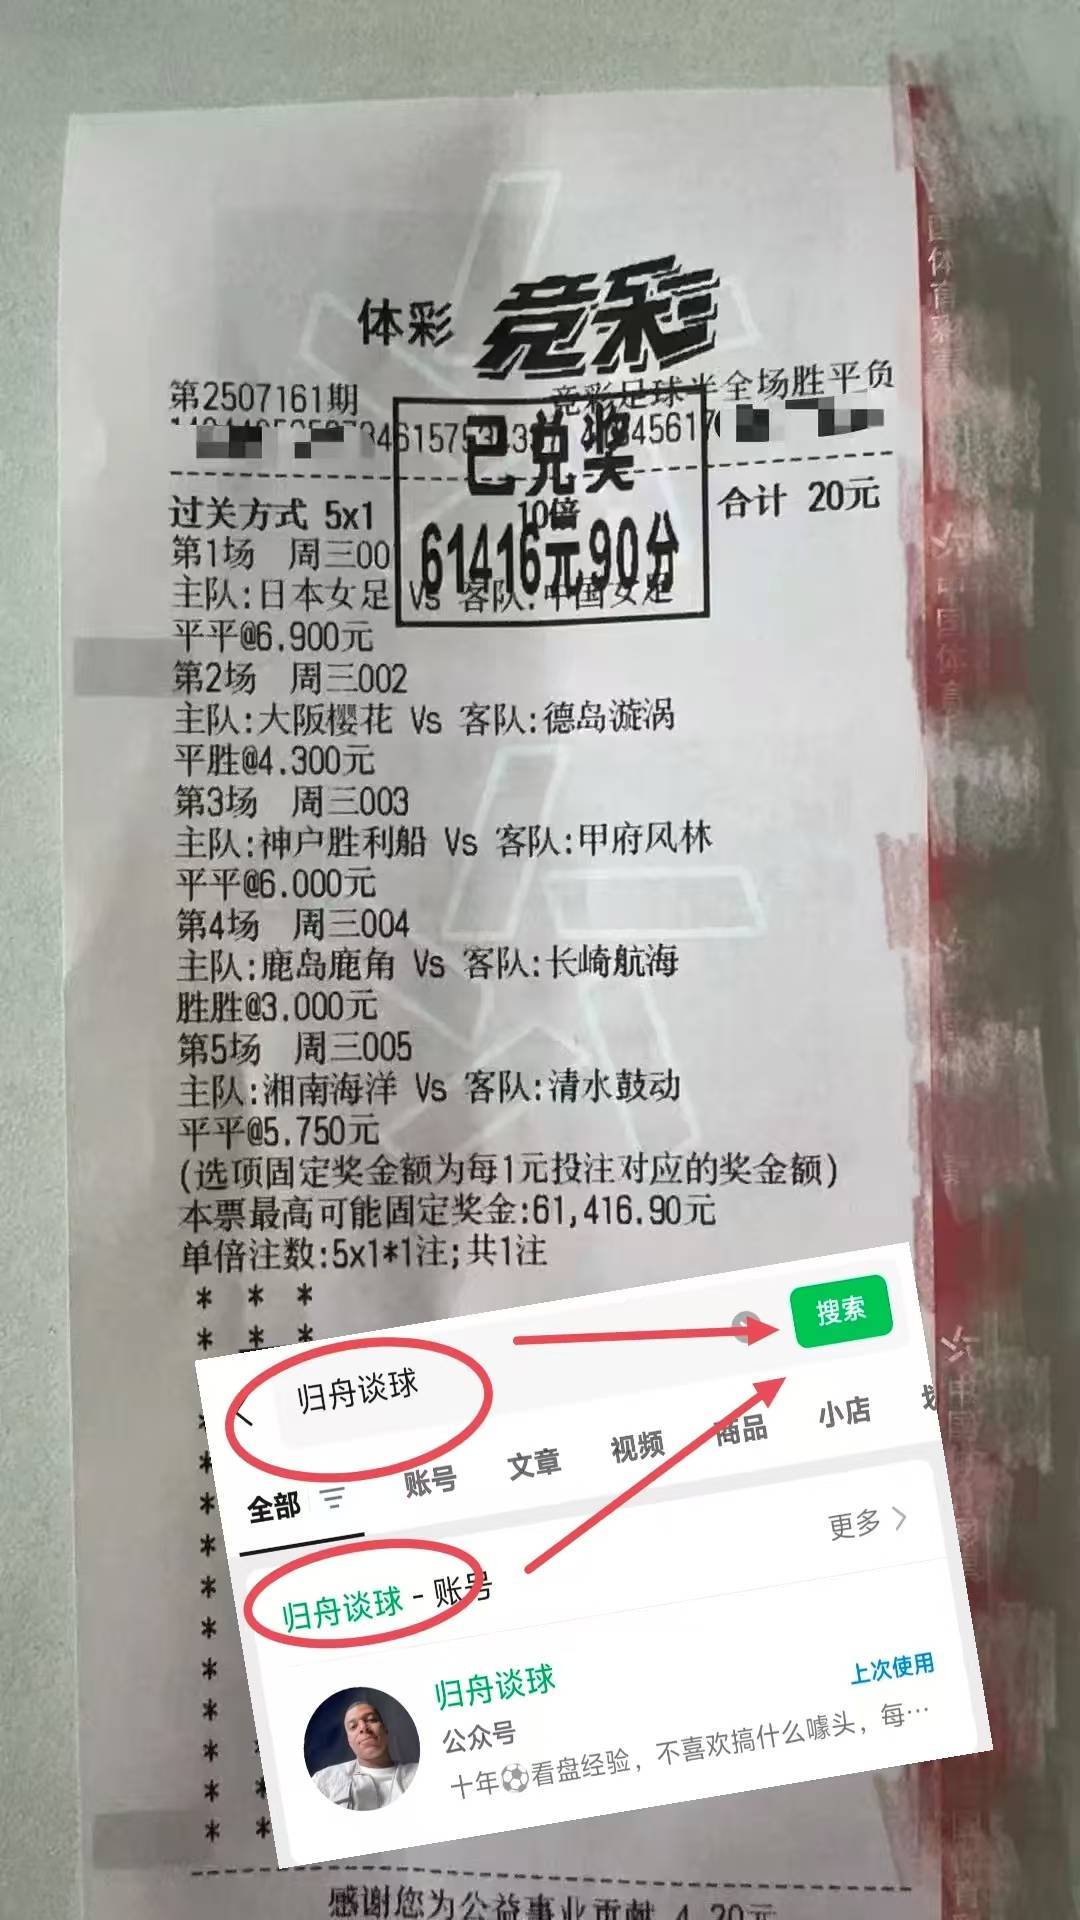 体彩 竞彩
第2507161期 竞彩足球半全场胜平负
已兑奖
过关方式 5x1 10倍 合计 20元
61416元90分
第1场 周三00
主队:日本女足 Vs 客队:中国女足
平平@6.900元
第2场 周三002
主队:大阪樱花 Vs 客队:德岛漩涡
平胜@4.300元
第3场 周三003
主队:神户胜利船 Vs 客队:甲府风林
平平@6.000元
第4场 周三004
主队:鹿岛鹿角 Vs 客队:长崎航海
胜胜@3.000元
第5场 周三005
主队:湘南海洋 Vs 客队:清水鼓动
平平@5.750元
(选项固定奖金额为每1元投注对应的奖金额)
本票最高可能固定奖金:61,416.90元
单倍注数:5x1*1注;共1注
* * *
* * *
归舟谈球 搜索
全部 账号 文章 视频 商品 小店
归舟谈球 - 账号 更多
归舟谈球 上次使用
公众号
十年⚽看盘经验，不喜欢搞什么噱头，每…
感谢您为公益事业贡献 4.20元